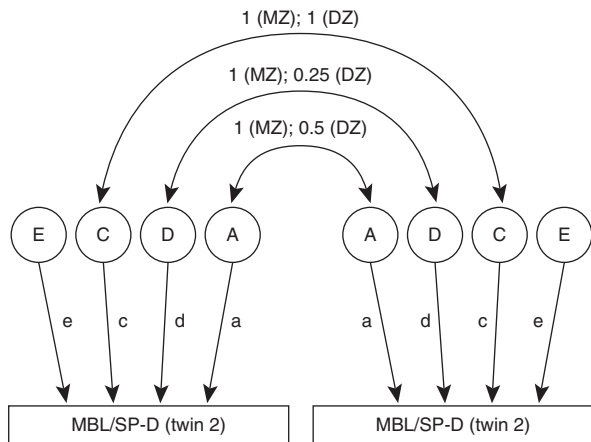 1 (MZ); 1 (DZ)
1 (MZ); 0.25 (DZ)
1 (MZ); 0.5 (DZ)
E C D A A D C E
e c d a a d c e
MBL/SP-D (twin 2) MBL/SP-D (twin 2)